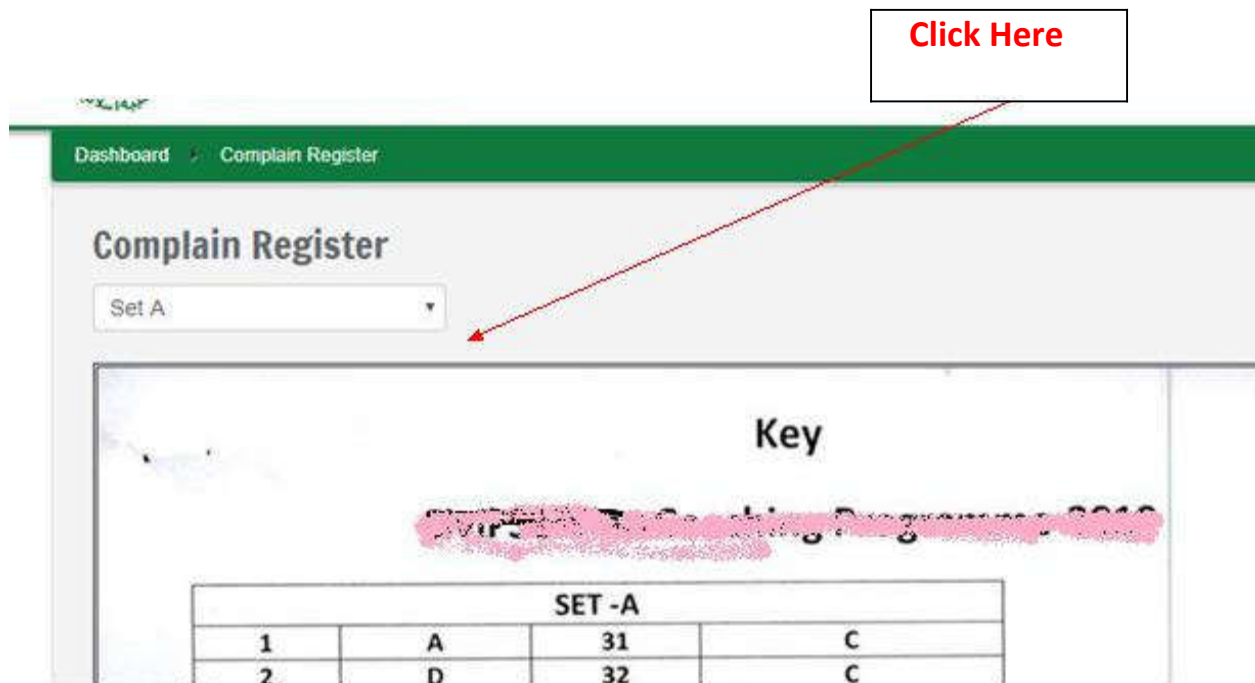 Click Here
Dashboard Complain Register
Complain Register
Set A
Key
SET -A
1 A 31 C
2 D 32 C